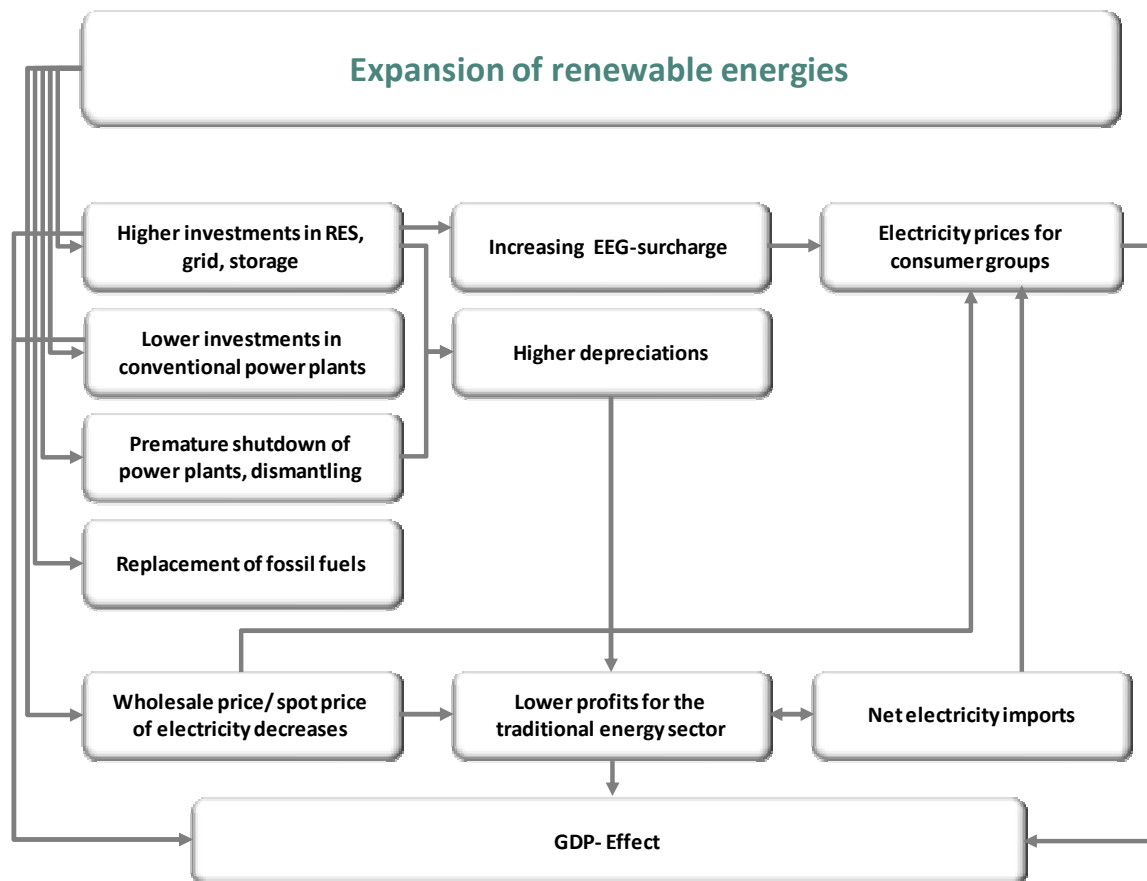 Expansion of renewable energies
Higher investments in RES,
grid, storage
Increasing EEG-surcharge
Electricity prices for
consumer groups
Lower investments in
conventional power plants
Higher depreciations
Premature shutdown of
power plants, dismantling
Replacement of fossil fuels
Wholesale price/ spot price
of electricity decreases
Lower profits for the
traditional energy sector
Net electricity imports
GDP- Effect